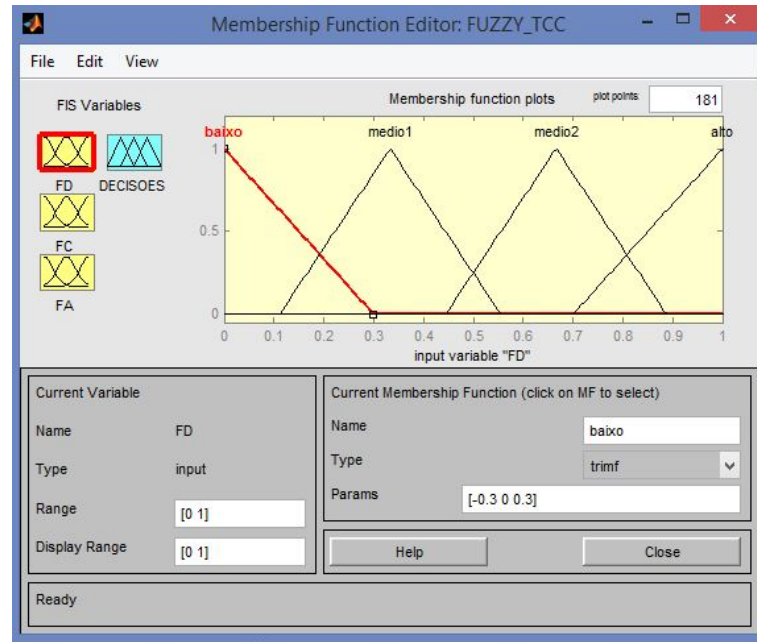 Membership Function Editor: FUZZY_TCC
File Edit View
FIS Variables
Membership function plots plot points: 181
FD DECISOES
FC
FA
baixo medio1 medio2 alto
1
0.5
0
0 0.1 0.2 0.3 0.4 0.5 0.6 0.7 0.8 0.9 1
input variable "FD"
Current Variable
Name FD
Type input
Range [0 1]
Display Range [0 1]
Current Membership Function (click on MF to select)
Name baixo
Type trimf
Params [-0.3 0 0.3]
Help Close
Ready